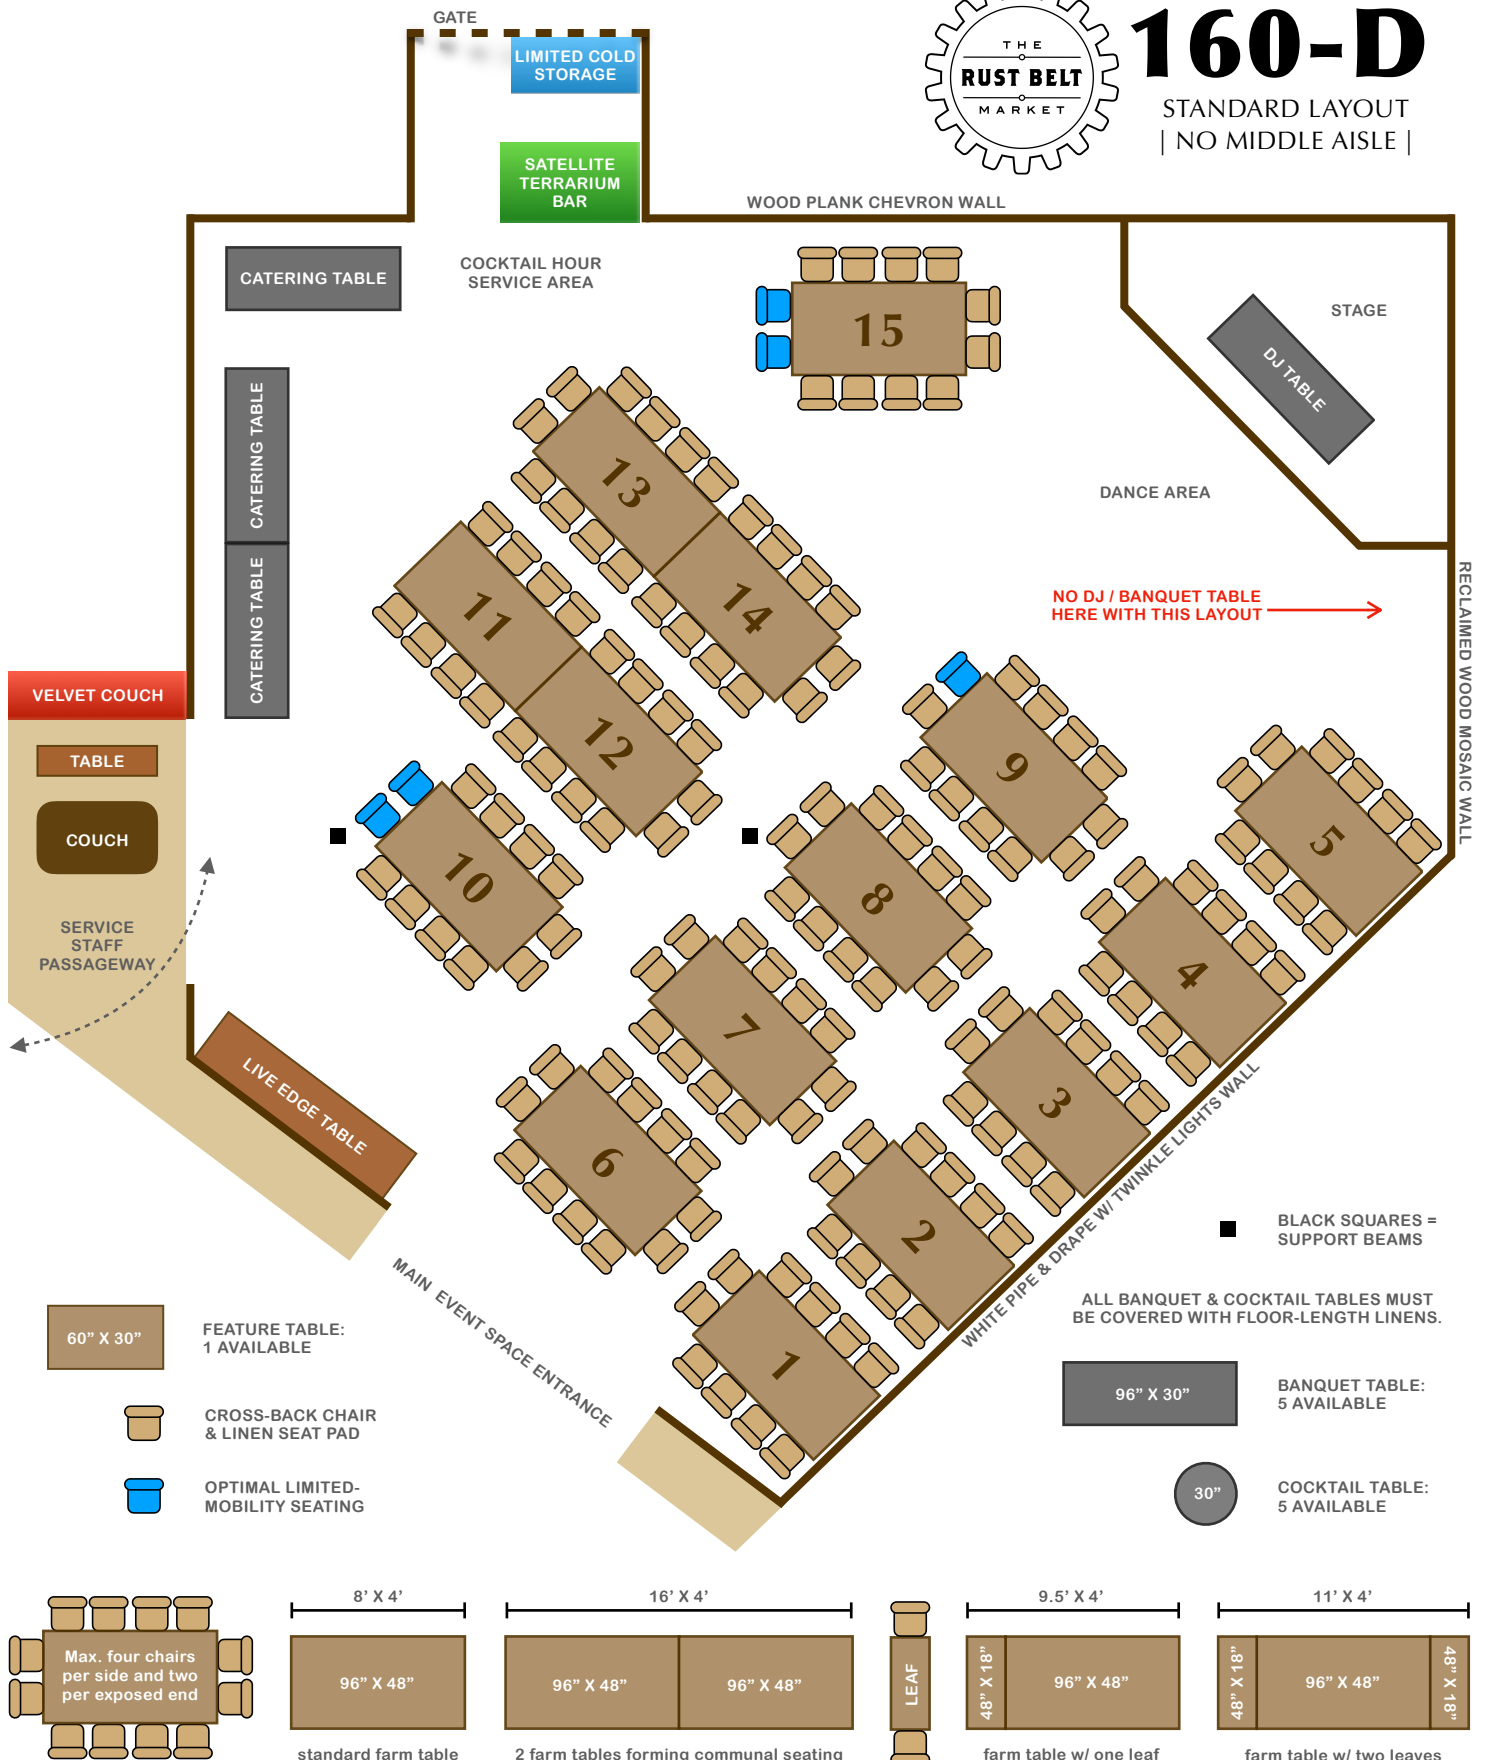 GATE
LIMITED COLD
STORAGE
THE
RUST BELT
MARKET
160-D
STANDARD LAYOUT
| NO MIDDLE AISLE |
SATELLITE
TERRARIUM
BAR
WOOD PLANK CHEVRON WALL
CATERING TABLE
COCKTAIL HOUR
SERVICE AREA
15
STAGE
DJ TABLE
CATERING TABLE
13
DANCE AREA
14
11
12
NO DJ / BANQUET TABLE
HERE WITH THIS LAYOUT
RECLAIMED WOOD MOSAIC WALL
CATERING TABLE
VELVET COUCH
TABLE
COUCH
SERVICE
STAFF
PASSAGEWAY
10
9
8
5
4
7
3
6
2
1
LIVE EDGE TABLE
MAIN EVENT SPACE ENTRANCE
WHITE PIPE & DRAPE W/ TWINKLE LIGHTS WALL
BLACK SQUARES =
SUPPORT BEAMS
ALL BANQUET & COCKTAIL TABLES MUST
BE COVERED WITH FLOOR-LENGTH LINENS.
60” X 30”
FEATURE TABLE:
1 AVAILABLE
96” X 30”
BANQUET TABLE:
5 AVAILABLE
CROSS-BACK CHAIR
& LINEN SEAT PAD
OPTIMAL LIMITED-
MOBILITY SEATING
30”
COCKTAIL TABLE:
5 AVAILABLE
Max. four chairs
per side and two
per exposed end
8’ X 4’
96” X 48”
standard farm table
16’ X 4’
96” X 48”
96” X 48”
2 farm tables forming communal seating
LEAF
9.5’ X 4’
48” X 18”
96” X 48”
farm table w/ one leaf
11’ X 4’
48” X 18”
96” X 48”
48” X 18”
farm table w/ two leaves